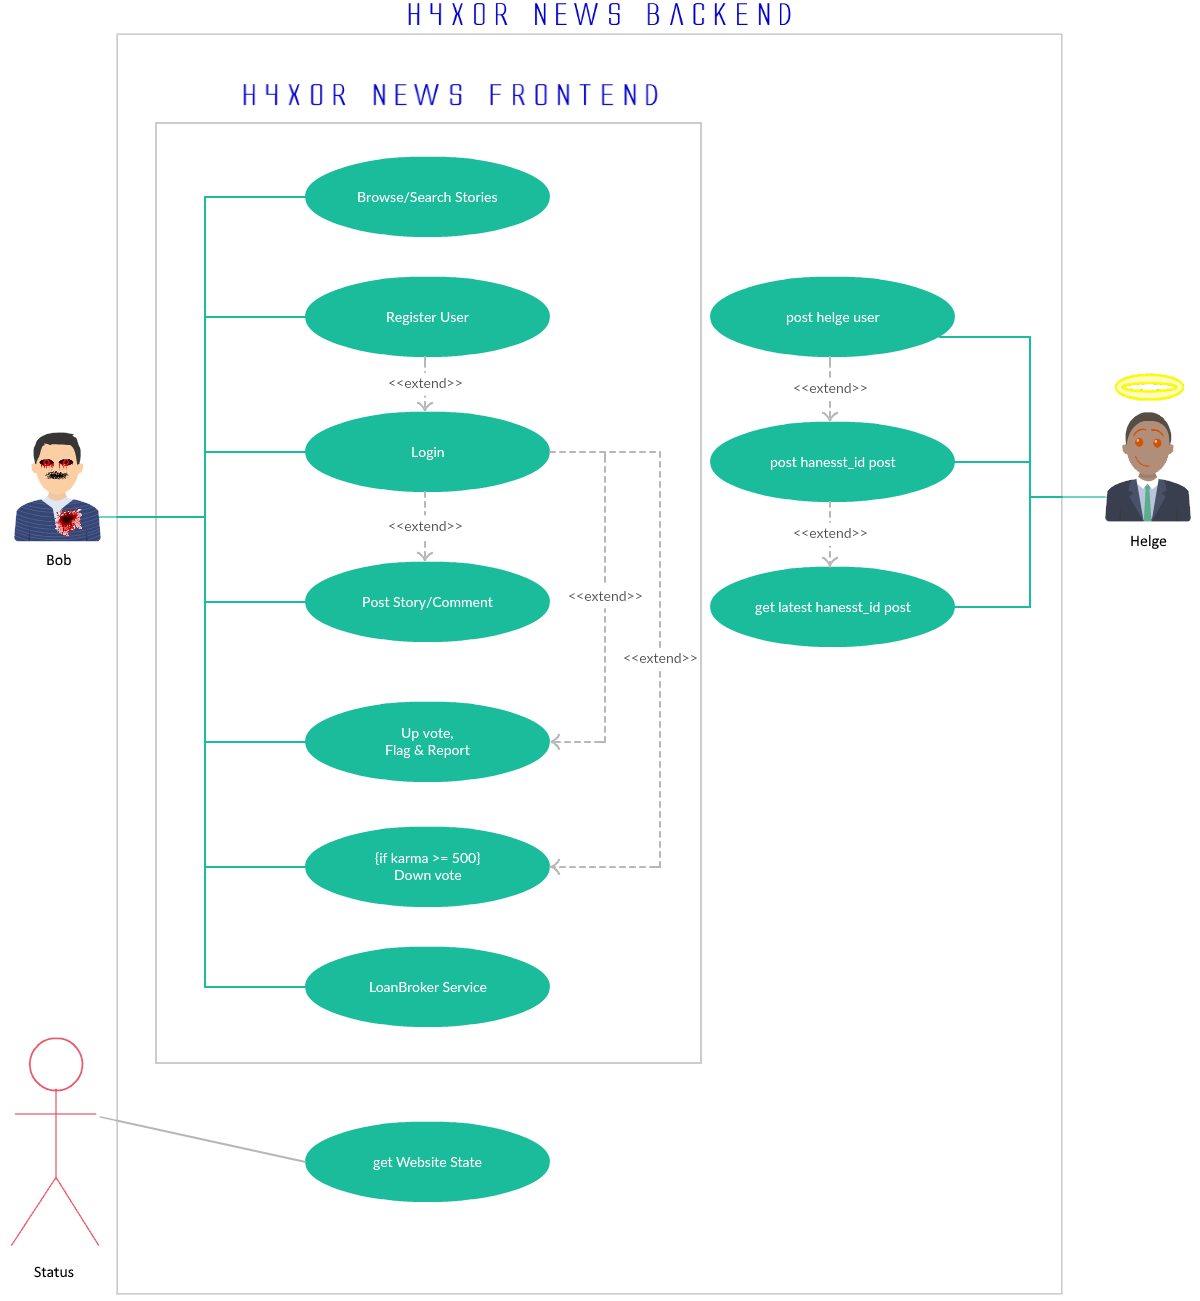 H4X0R NEWS BACKEND
H4X0R NEWS FRONTEND
Browse/Search Stories
Register User
<<extend>>
Login
<<extend>>
Post Story/Comment
<<extend>>
<<extend>>
Up vote,
Flag & Report
{if karma >= 500}
Down vote
LoanBroker Service
post helge user
<<extend>>
post hanesst_id post
<<extend>>
get latest hanesst_id post
Bob
Helge
get Website State
Status